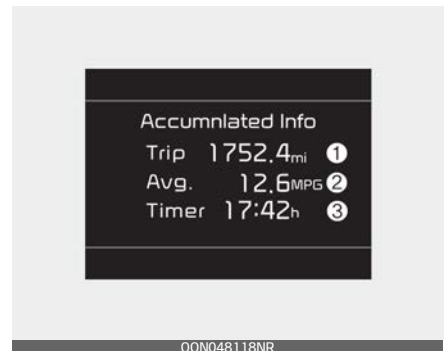 Accumnlated Info
Trip 1752.4mi ①
Avg. 12.6MPG ②
Timer 17:42h ③
OON048118NR